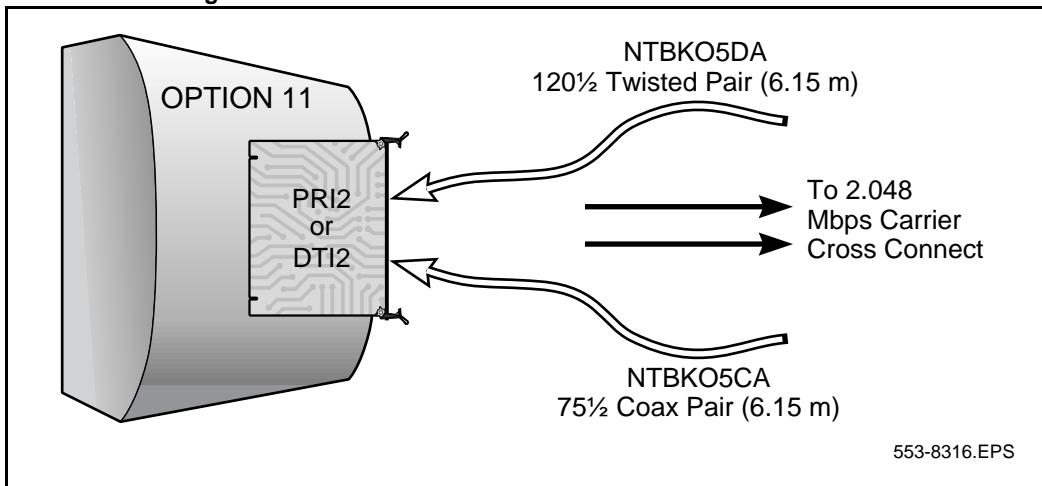 OPTION 11
PRI2
or
DTI2
NTBKO5DA
120½ Twisted Pair (6.15 m)
To 2.048
Mbps Carrier
Cross Connect
NTBKO5CA
75½ Coax Pair (6.15 m)
553-8316.EPS